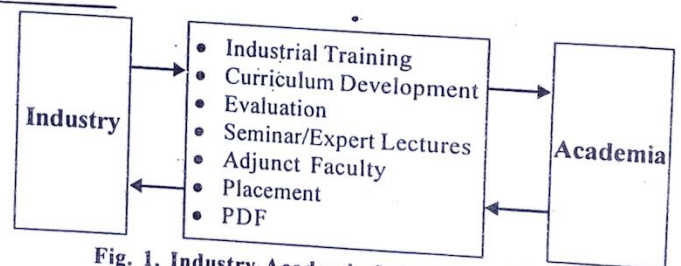 Industry
• Industrial Training
• Curriculum Development
• Evaluation
• Seminar/Expert Lectures
• Adjunct Faculty
• Placement
• PDF
Academia
Fig. 1. Industry-Academia